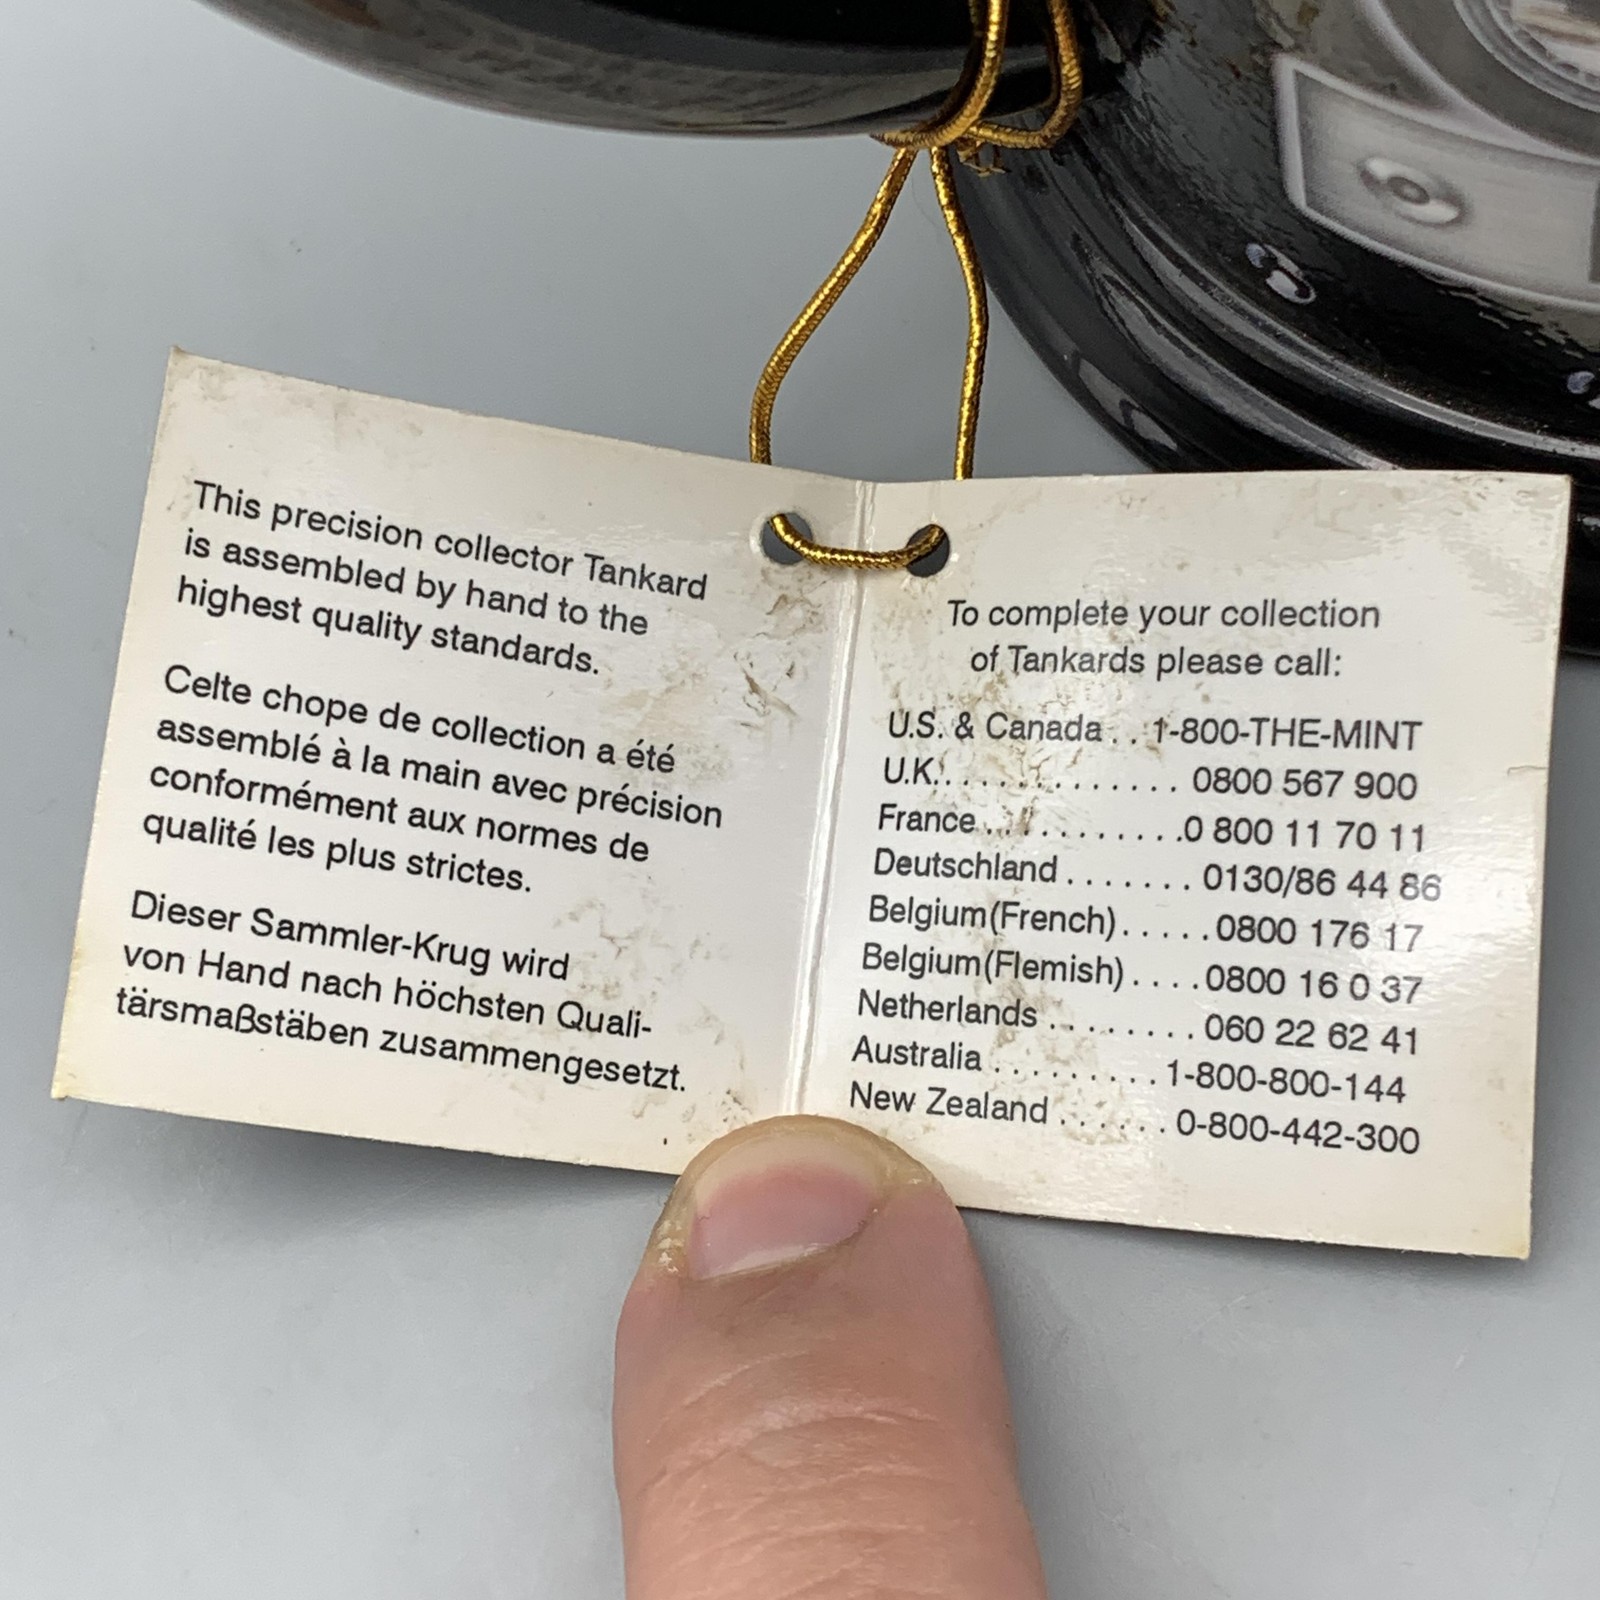 This precision collector Tankard
is assembled by hand to the
highest quality standards.
Celte chope de collection a été
assemblé à la main avec précision
conformément aux normes de
qualité les plus strictes.
Dieser Sammler-Krug wird
von Hand nach höchsten Quali-
tärsmaßstäben zusammengesetzt.
To complete your collection
of Tankards please call:
U.S. & Canada . . 1-800-THE-MINT
U.K. . . . . . . . . . . . . . 0800 567 900
France . . . . . . . . . . . .0 800 11 70 11
Deutschland . . . . . . . 0130/86 44 86
Belgium(French) . . . . . 0800 176 17
Belgium(Flemish) . . . . 0800 16 0 37
Netherlands . . . . . . . . 060 22 62 41
Australia . . . . . . . . . 1-800-800-144
New Zealand . . . . . . 0-800-442-300